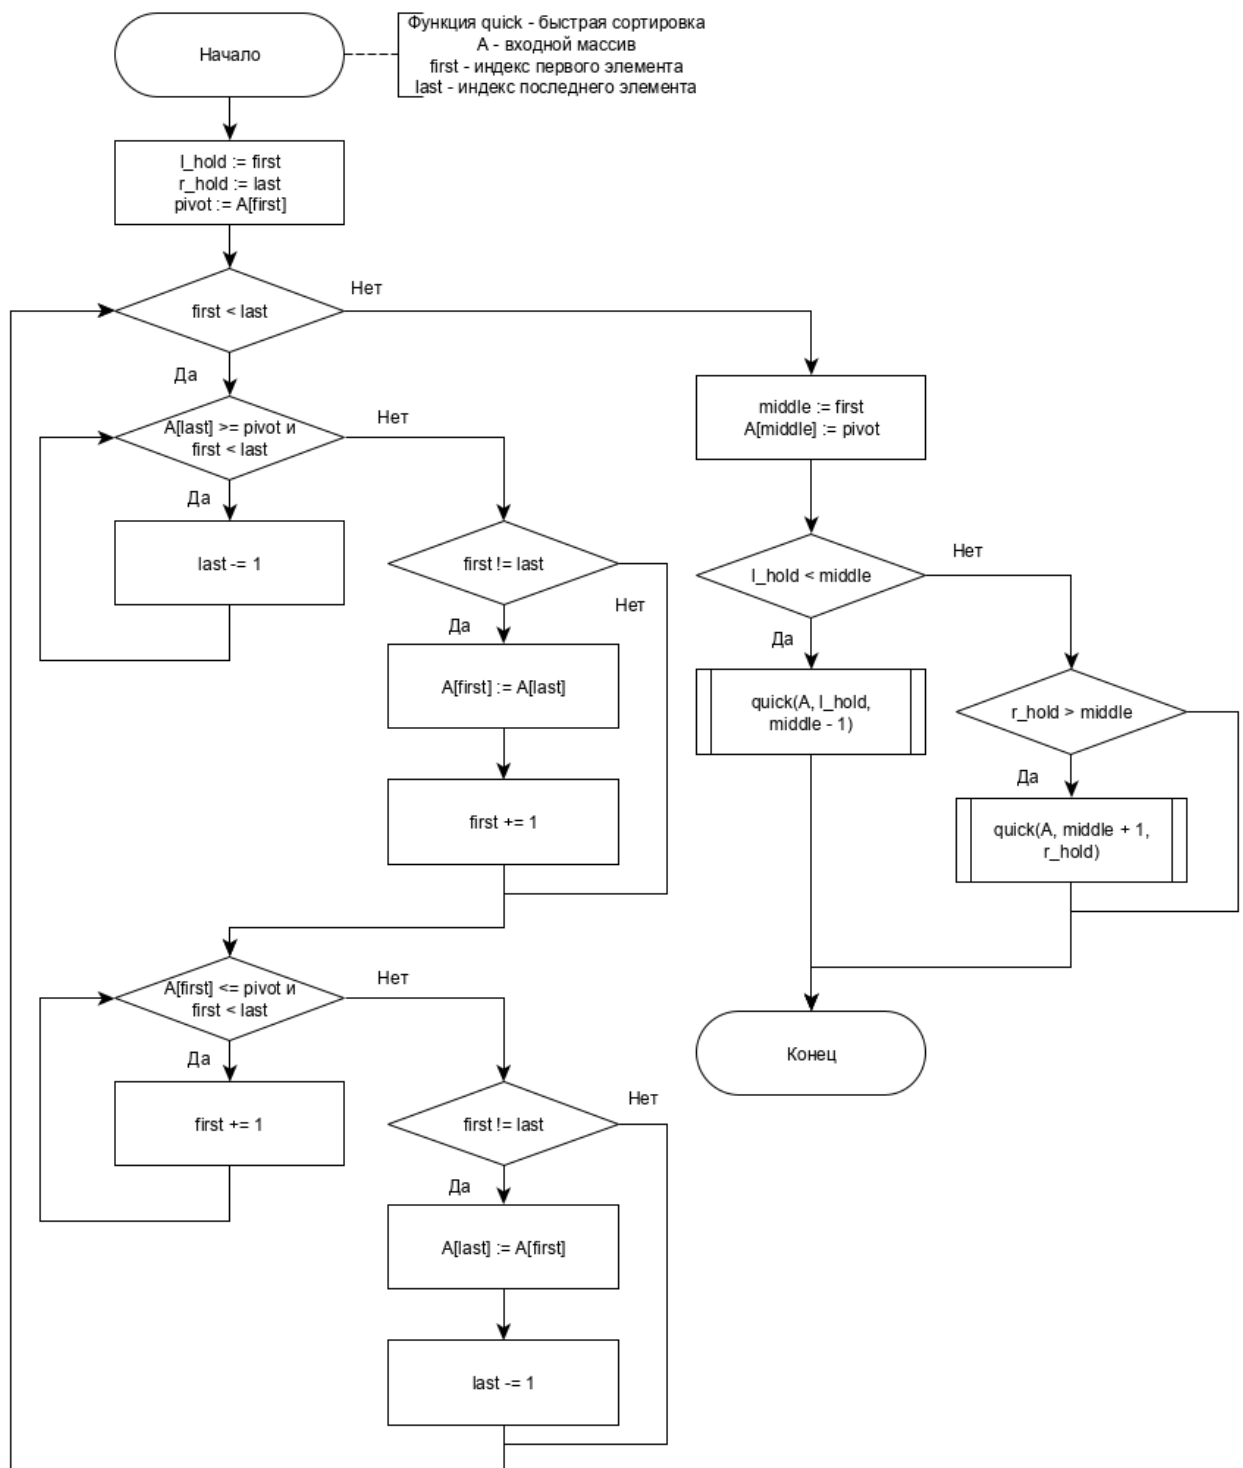 Начало
Функция quick - быстрая сортировка
A - входной массив
first - индекс первого элемента
last - индекс последнего элемента
l_hold := first
r_hold := last
pivot := A[first]
first < last
Нет
Да
A[last] >= pivot и
first < last
Нет
Да
last -= 1
first != last
Нет
Да
A[first] := A[last]
first += 1
A[first] <= pivot и
first < last
Нет
Да
first += 1
first != last
Нет
Да
A[last] := A[first]
last -= 1
middle := first
A[middle] := pivot
l_hold < middle
Нет
Да
quick(A, l_hold,
middle - 1)
r_hold > middle
Да
quick(A, middle + 1,
r_hold)
Конец